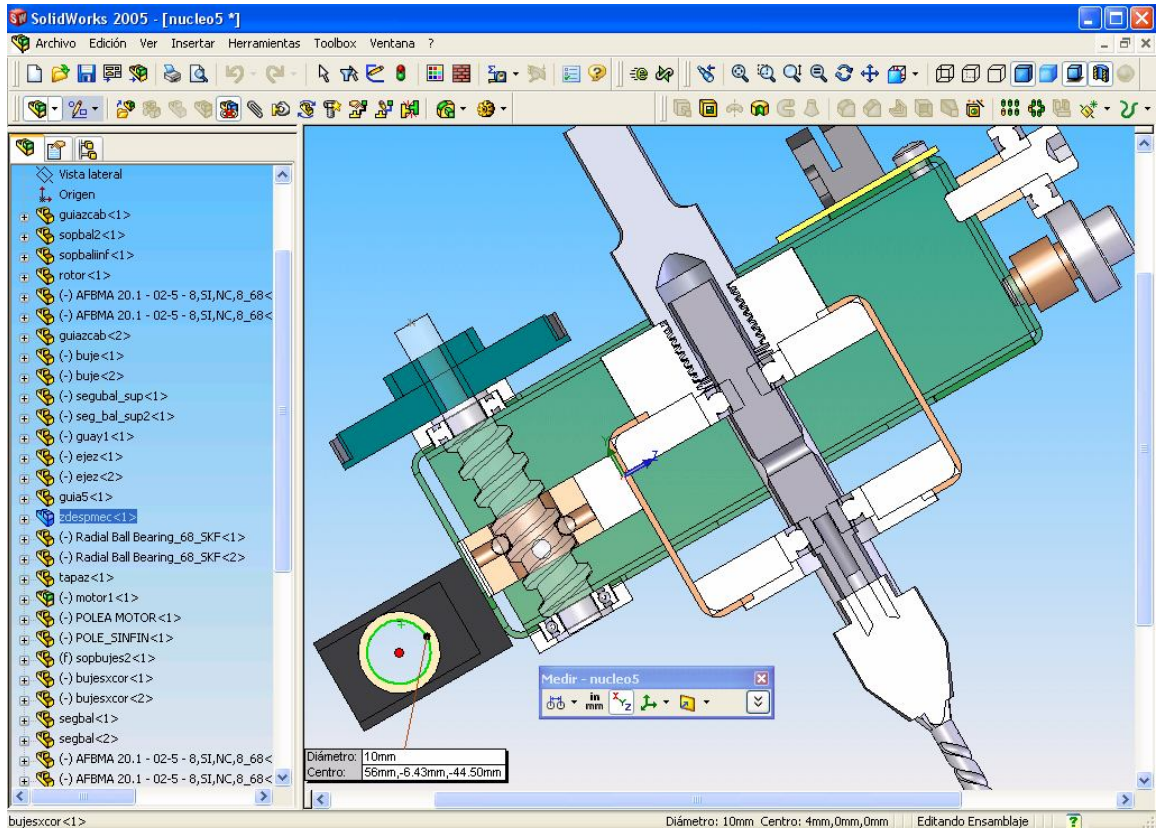 SolidWorks 2005 - [nucleo5 *]
Archivo Edición Ver Insertar Herramientas Toolbox Ventana ?
Vista lateral
Origen
guiazcab<1>
sopbal2<1>
sopbaliinf<1>
rotor<1>
(-) AFBMA 20.1 - 02-5 - 8,SI,NC,8_68<
(-) AFBMA 20.1 - 02-5 - 8,SI,NC,8_68<
guiazcab<2>
(-) buje<1>
(-) buje<2>
(-) segubal_sup<1>
(-) seg_bal_sup2<1>
(-) guay1<1>
(-) ejez<1>
(-) ejez<2>
guia5<1>
zdespmec<1>
(-) Radial Ball Bearing_68_SKF<1>
(-) Radial Ball Bearing_68_SKF<2>
tapaz<1>
(-) motor1<1>
(-) POLEA MOTOR<1>
(-) POLE_SINFIN<1>
(f) sopbujes2<1>
(-) bujesxcor<1>
(-) bujesxcor<2>
segbal<1>
segbal<2>
(-) AFBMA 20.1 - 02-5 - 8,SI,NC,8_68<
(-) AFBMA 20.1 - 02-5 - 8,SI,NC,8_68<
Z
Medir - nucleo5
in
mm
X Y Z
Diámetro: 10mm
Centro: 56mm,-6.43mm,-44.50mm
bujesxcor<1>
Diámetro: 10mm Centro: 4mm,0mm,0mm
Editando Ensamblaje
?